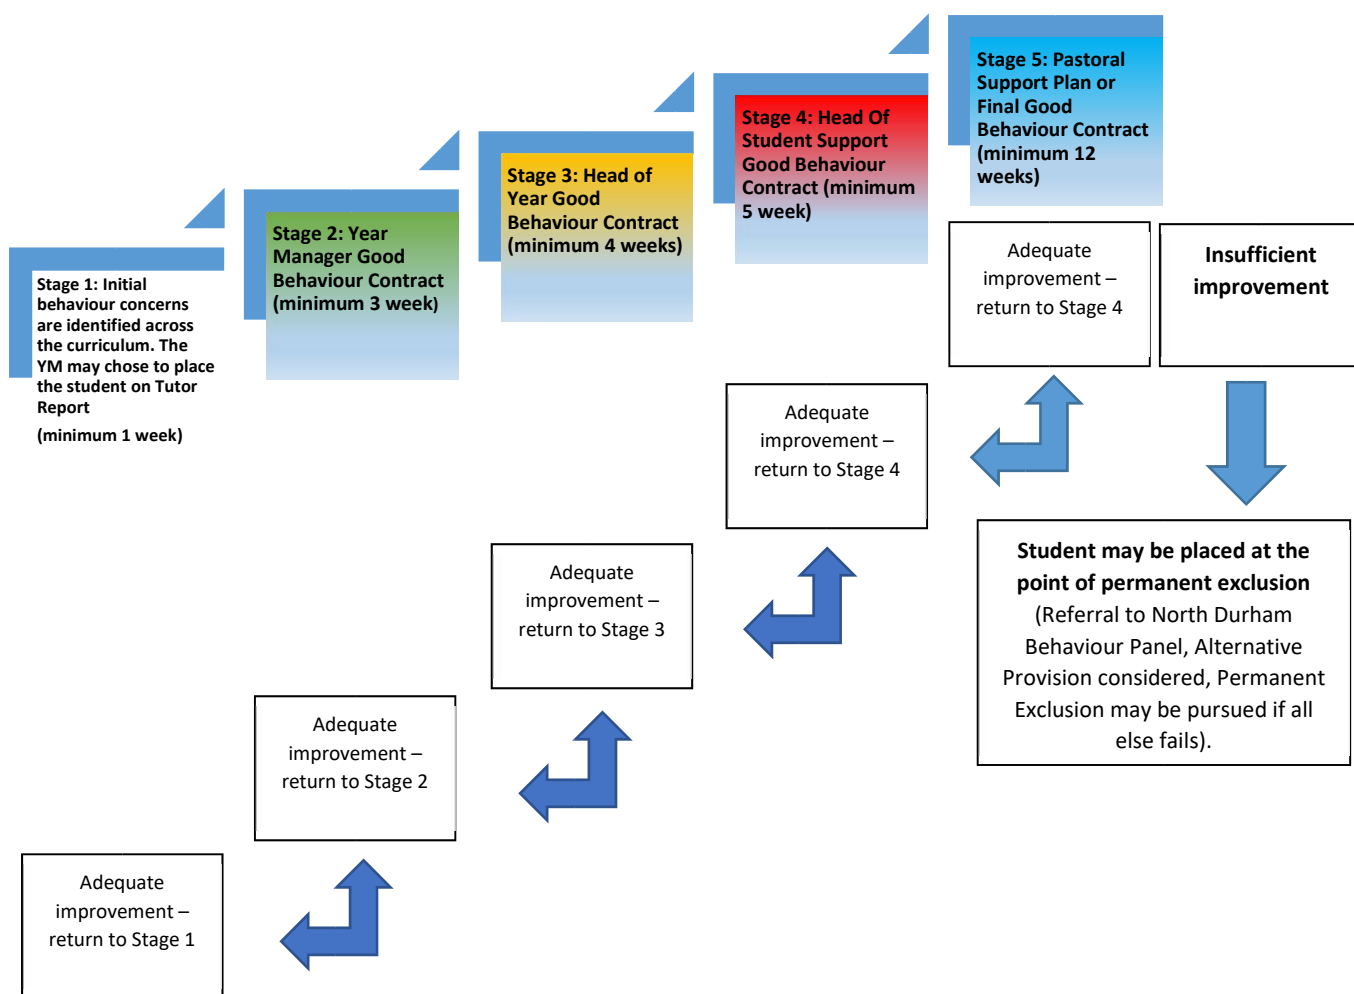 Stage 1: Initial
behaviour concerns
are identified across
the curriculum. The
YM may chose to place
the student on Tutor
Report
(minimum 1 week)
Stage 2: Year
Manager Good
Behaviour Contract
(minimum 3 week)
Stage 3: Head of
Year Good
Behaviour Contract
(minimum 4 weeks)
Stage 4: Head Of
Student Support
Good Behaviour
Contract (minimum
5 week)
Stage 5: Pastoral
Support Plan or
Final Good
Behaviour Contract
(minimum 12
weeks)
Adequate
improvement –
return to Stage 4
Insufficient
improvement
Adequate
improvement –
return to Stage 4
Student may be placed at the
point of permanent exclusion
(Referral to North Durham
Behaviour Panel, Alternative
Provision considered, Permanent
Exclusion may be pursued if all
else fails).
Adequate
improvement –
return to Stage 3
Adequate
improvement –
return to Stage 2
Adequate
improvement –
return to Stage 1